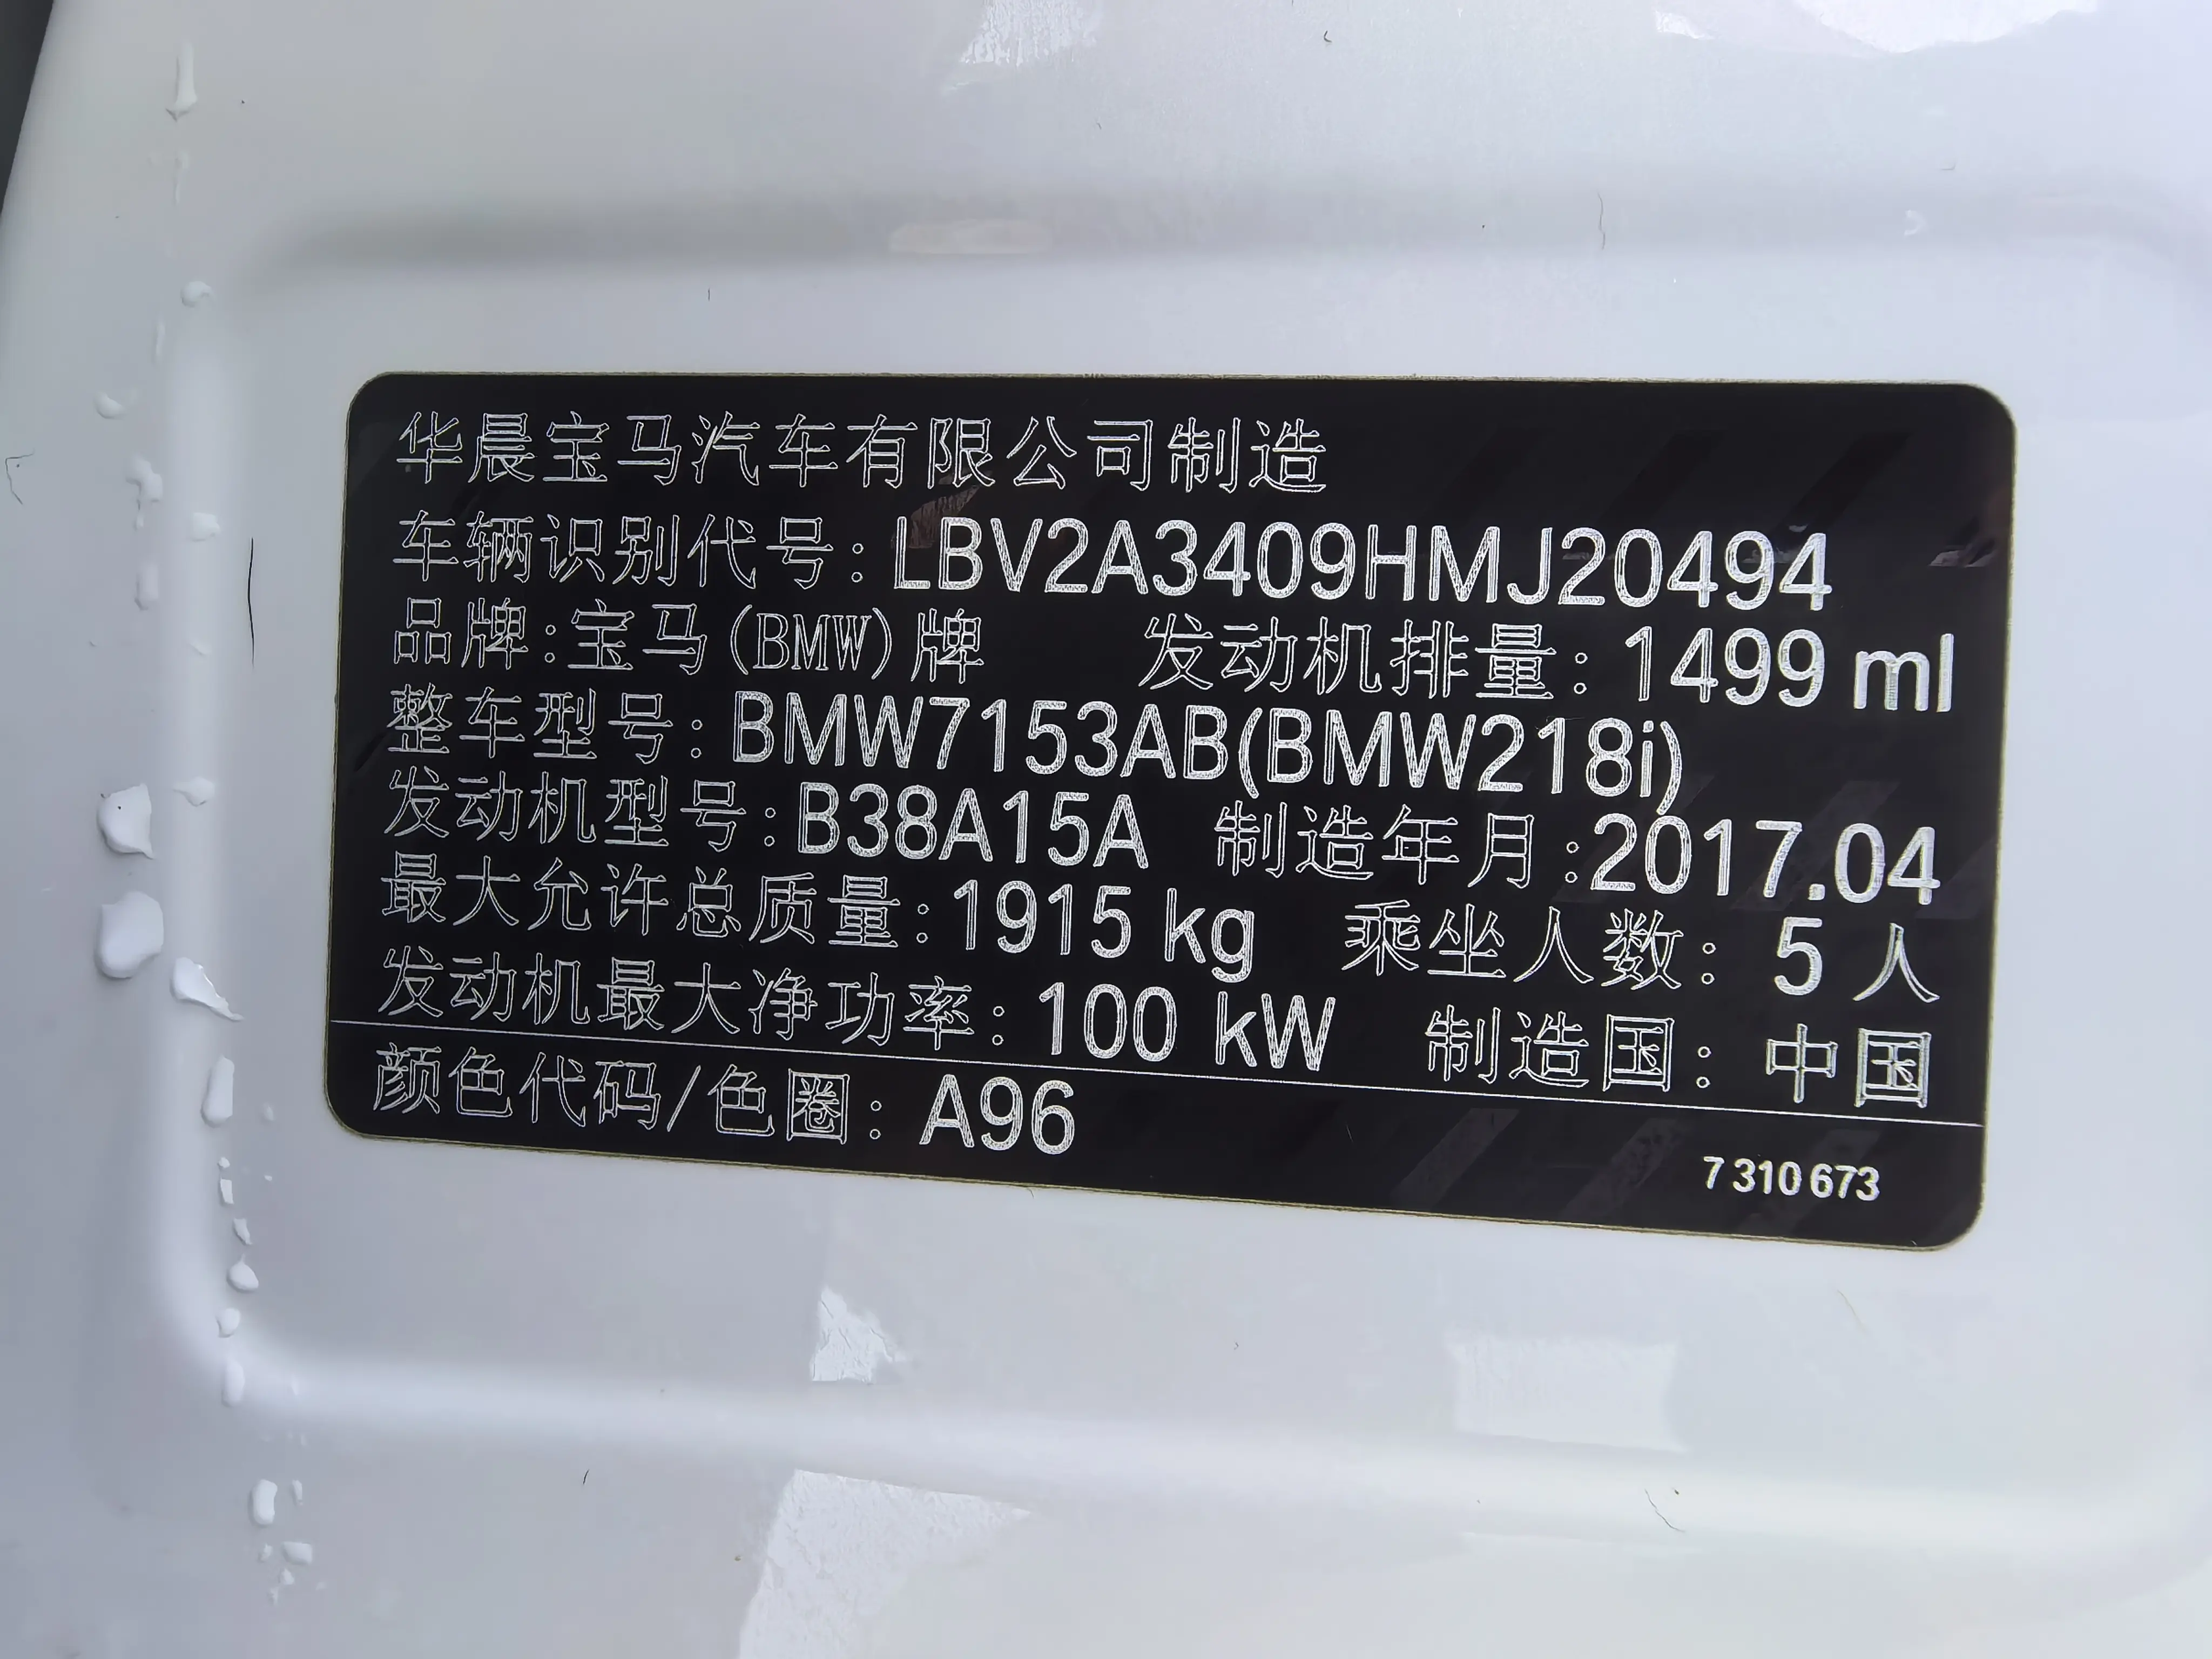 华晨宝马汽车有限公司制造
车辆识别代号：LBV2A3409HMJ20494
品牌：宝马(BMW)牌 发动机排量：1499 ml
整车型号：BMW7153AB(BMW218i)
发动机型号：B38A15A 制造年月：2017.04
最大允许总质量：1915 kg 乘坐人数：5 人
发动机最大净功率：100 kW 制造国：中国
颜色代码/色圈：A96
7 310 673